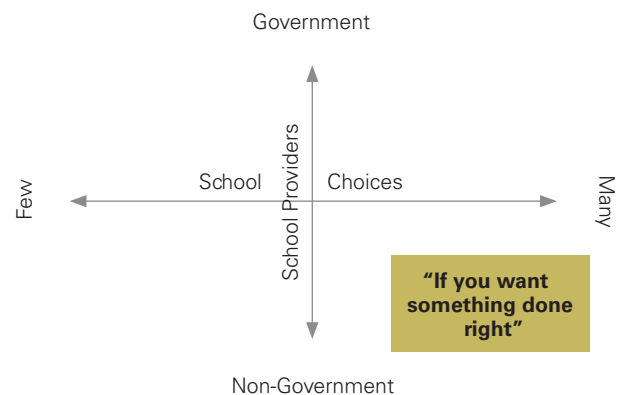 Government
School Providers
School Choices
Few
Many
“If you want
something done
right”
Non-Government